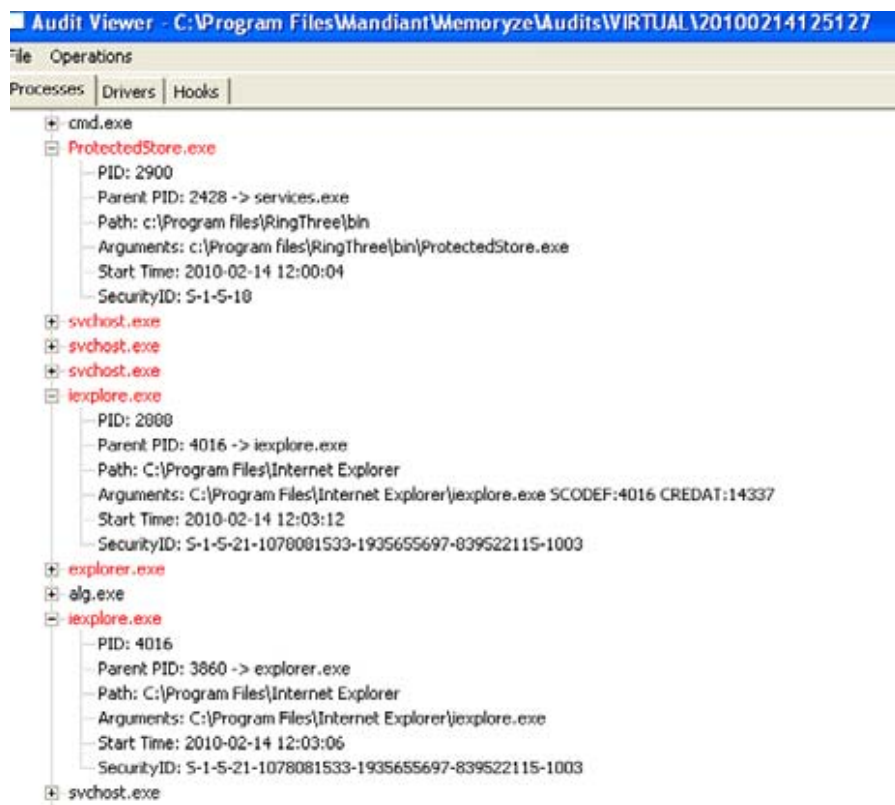 Audit Viewer - C:\Program Files\Mandiant\Memoryze\Audits\VIRTUAL\20100214125127
File Operations
Processes Drivers Hooks
cmd.exe
ProtectedStore.exe
PID: 2900
Parent PID: 2428 -> services.exe
Path: c:\Program files\RingThree\bin
Arguments: c:\Program files\RingThree\bin\ProtectedStore.exe
Start Time: 2010-02-14 12:00:04
SecurityID: S-1-5-18
svchost.exe
svchost.exe
svchost.exe
iexplore.exe
PID: 2888
Parent PID: 4016 -> iexplore.exe
Path: C:\Program Files\Internet Explorer
Arguments: C:\Program Files\Internet Explorer\iexplore.exe SCODEF:4016 CREDAT:14337
Start Time: 2010-02-14 12:03:12
SecurityID: S-1-5-21-1078081533-1935655697-839522115-1003
explorer.exe
alg.exe
iexplore.exe
PID: 4016
Parent PID: 3860 -> explorer.exe
Path: C:\Program Files\Internet Explorer
Arguments: C:\Program Files\Internet Explorer\iexplore.exe
Start Time: 2010-02-14 12:03:06
SecurityID: S-1-5-21-1078081533-1935655697-839522115-1003
svchost.exe